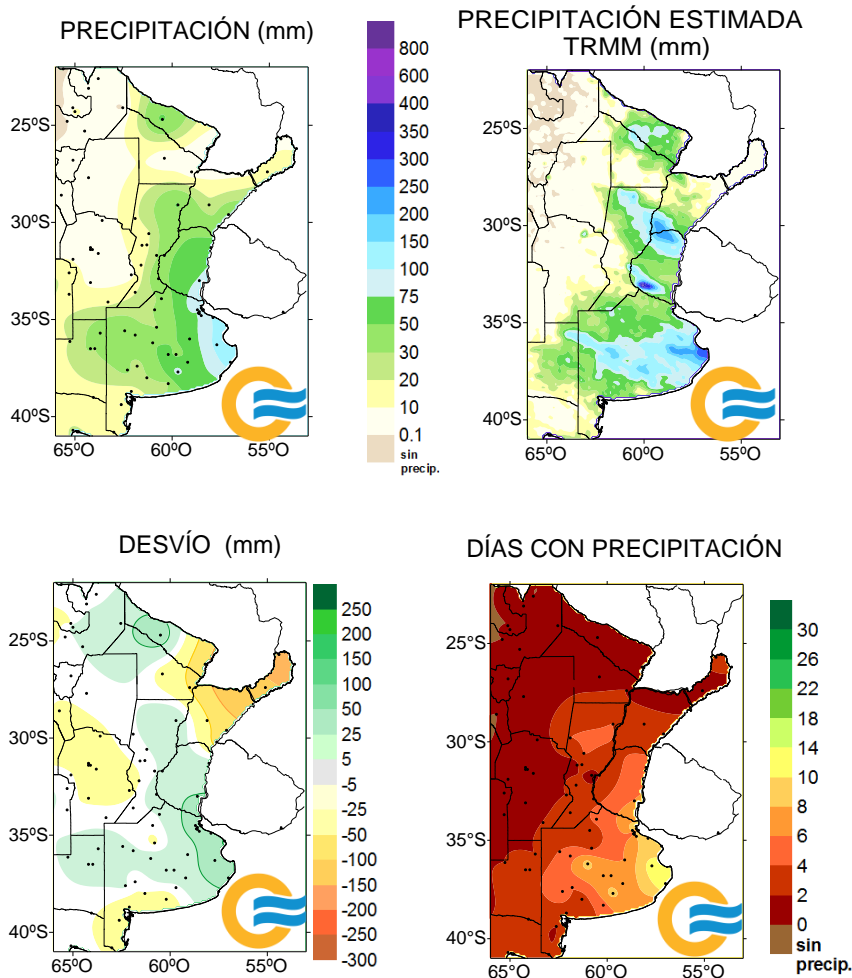 PRECIPITACIÓN (mm)
25ºS
30ºS
35ºS
40ºS
65ºO
60ºO
55ºO
800
600
400
350
300
250
200
150
100
75
50
30
20
10
0.1
sin
precip.
PRECIPITACIÓN ESTIMADA
TRMM (mm)
25ºS
30ºS
35ºS
40ºS
65ºO
60ºO
55ºO
DESVÍO (mm)
25ºS
30ºS
35ºS
40ºS
65ºO
60ºO
55ºO
250
200
150
100
50
25
5
-5
-25
-50
-100
-150
-200
-250
-300
DÍAS CON PRECIPITACIÓN
25ºS
30ºS
35ºS
40ºS
65ºO
60ºO
55ºO
30
26
22
18
14
10
8
6
4
2
0
sin
precip.